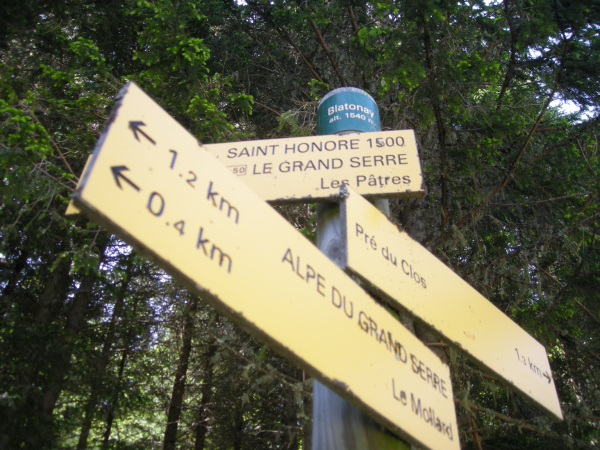 Blatonay
alt. 1540 m
SAINT HONORE 1500
50 LE GRAND SERRE
Les Pâtres
← 1.2 km ALPE DU GRAND SERRE
← 0.4 km Le Mollard
Pré du Clos 1.3 km →